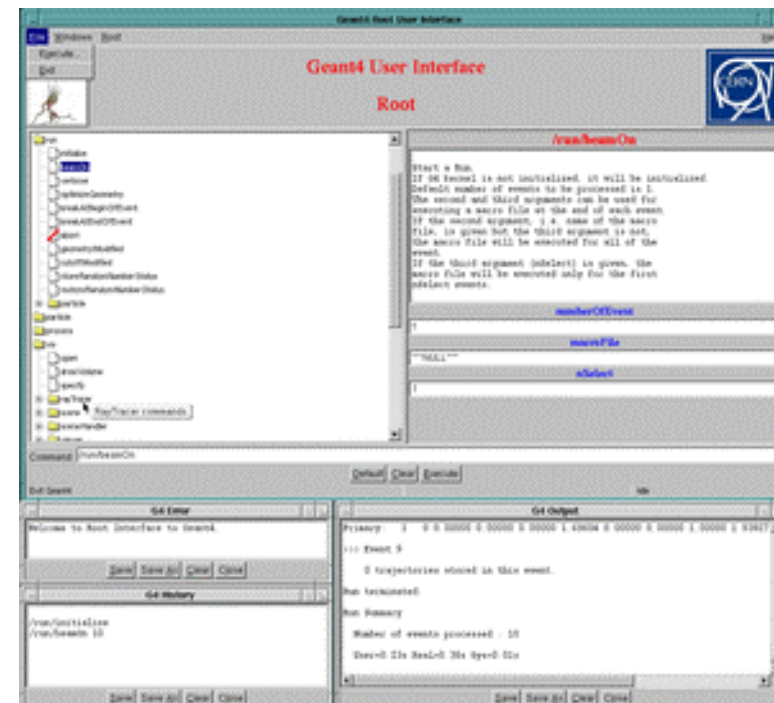 Geant4 Root User Interface
File Windows Root
Execute...
Exit
Geant4 User Interface
Root
CERN
run
initialize
beamOn
verbose
optimizeGeometry
breakAtBeginOfEvent
breakAtEndOfEvent
abort
geometryModified
cutoffModified
storeRandomNumberStatus
restoreRandomNumberStatus
particle
particle
process
vis
open
drawVolume
specify
rayTracer
scene
RayTracer commands.
sceneHandler
/run/beamOn
Start a Run.
If G4 kernel is not initialized, it will be initialized.
Default number of events to be processed is 1.
The second and third arguments can be used for
executing a macro file at the end of each event.
If the second argument, i.e. name of the macro
file, is given but the third argument is not,
the macro file will be executed for all of the
event.
If the third argument (nSelect) is given, the
macro file will be executed only for the first
nSelect events.
numberOfEvent
macroFile
***NULL***
nSelect
Command /run/beamOn
Default Clear Execute
Exit Geant4
Idle
G4 Error
Welcome to Root Interface to Geant4.
Save Save As Clear Close
G4 History
/run/initialize
/run/beamOn 10
Save Save As Clear Close
G4 Output
>>> Event 9
0 trajectories stored in this event.
Run terminated.
Run Summary
Number of events processed : 10
Save Save As Clear Close